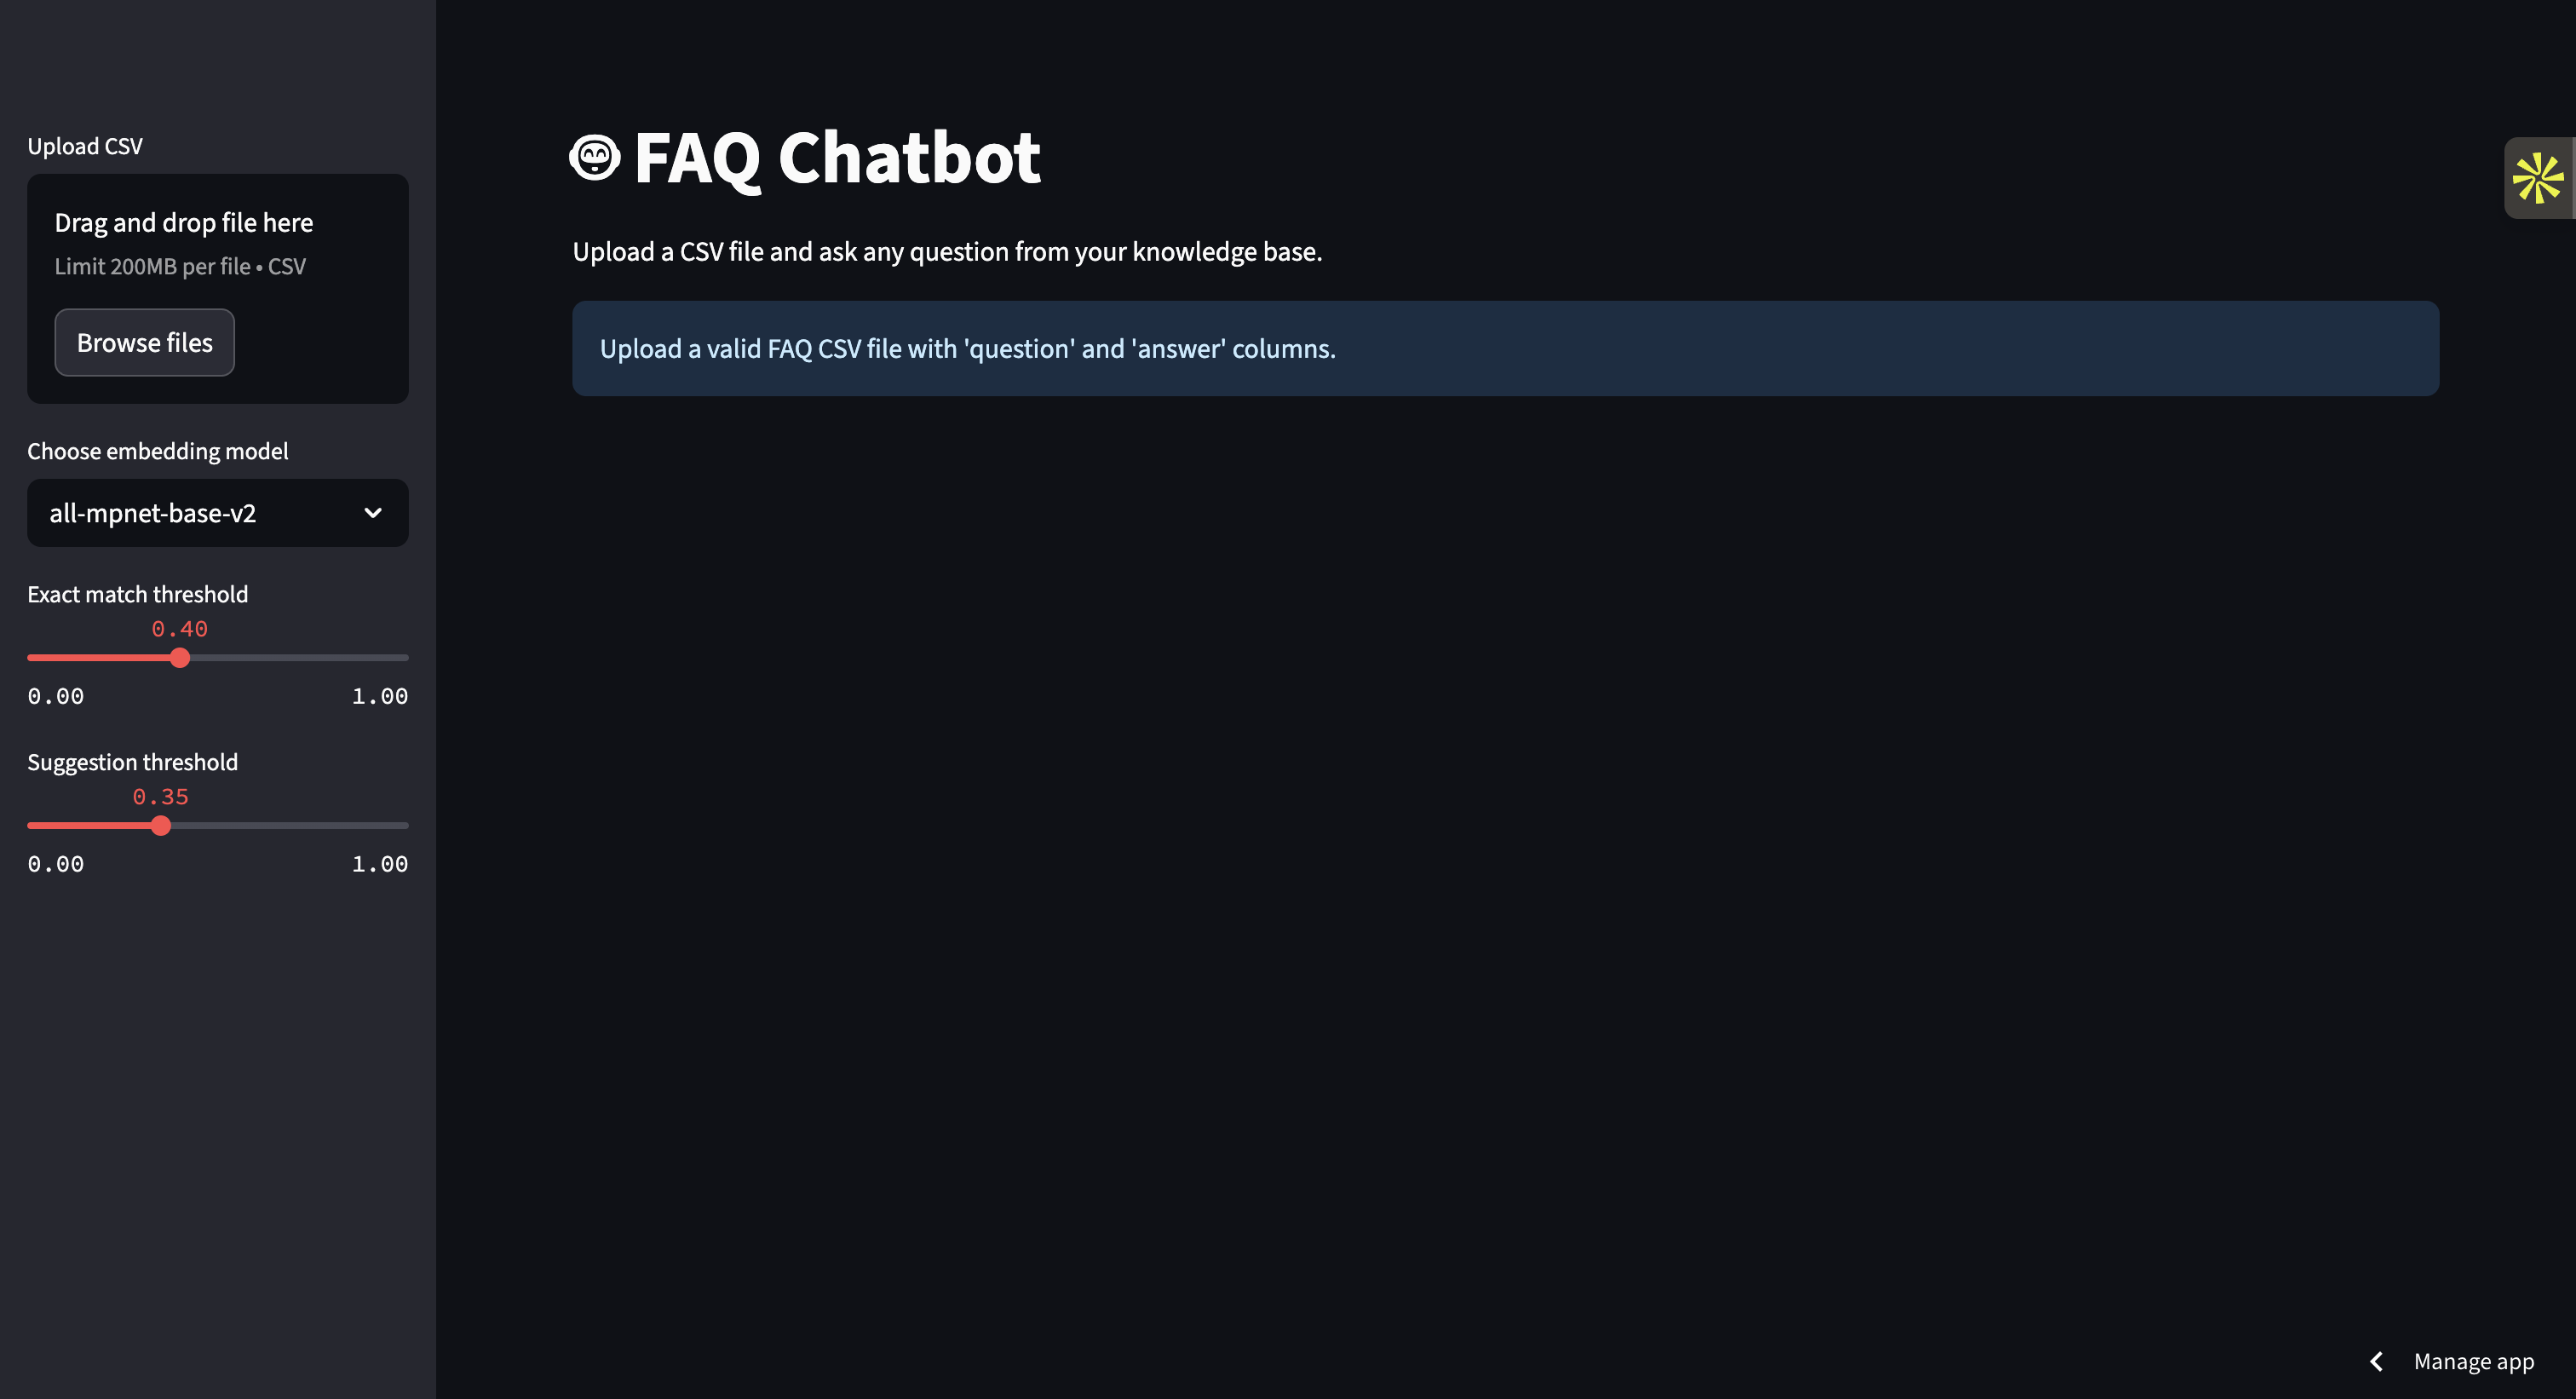 Upload CSV
Drag and drop file here
Limit 200MB per file • CSV
Browse files
Choose embedding model
all-mpnet-base-v2
Exact match threshold
0.40
0.00 1.00
Suggestion threshold
0.35
0.00 1.00
FAQ Chatbot
Upload a CSV file and ask any question from your knowledge base.
Upload a valid FAQ CSV file with 'question' and 'answer' columns.
Manage app